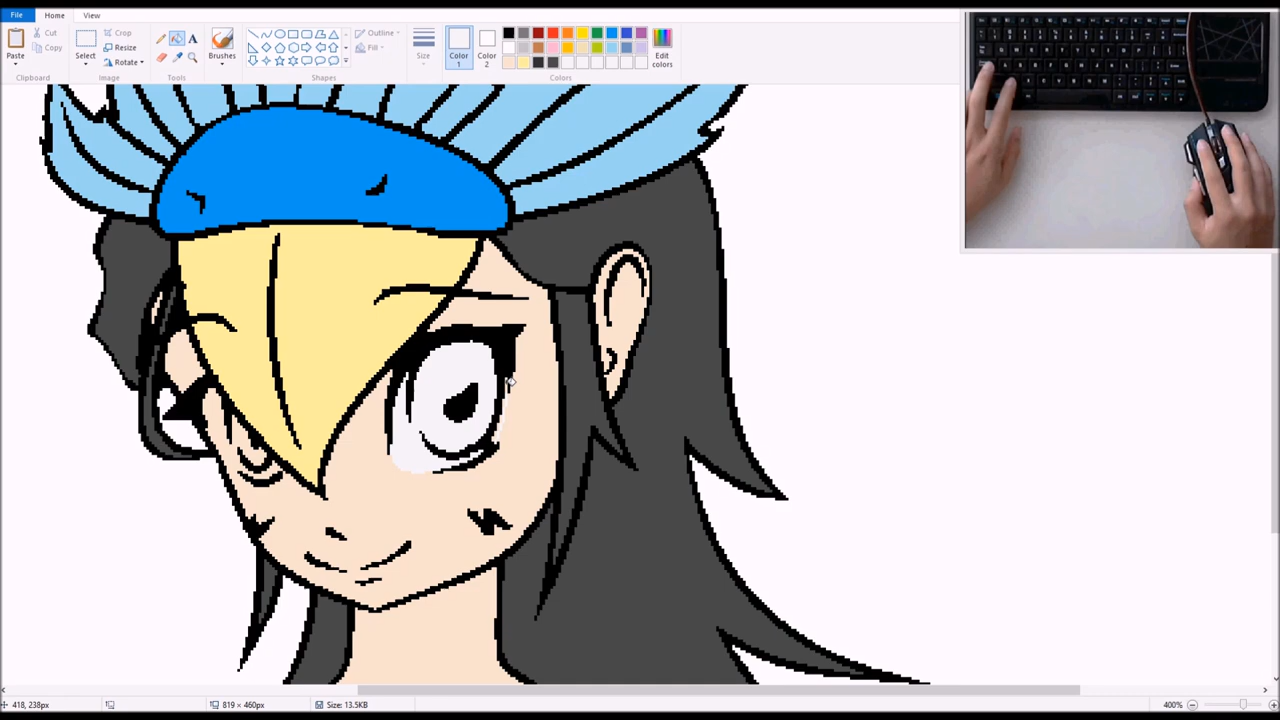 File Home View
Paste
Cut
Copy
Clipboard
Select
Crop
Resize
Rotate
Image
A
Tools
Brushes
Outline
Fill
Shapes
Size
Color
1
Color
2
Edit
colors
Colors
418, 238px
819 × 460px
Size: 13.5KB
400%